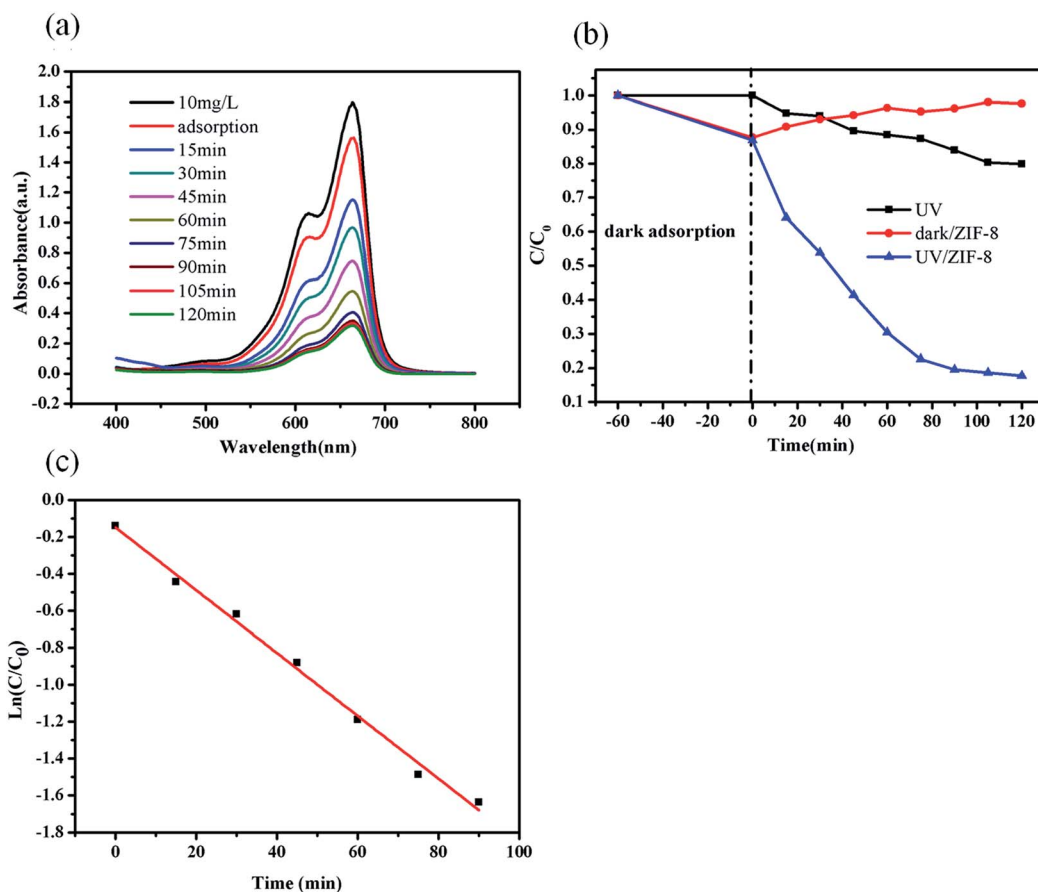 (a)
2.0
1.8
1.6
1.4
1.2
1.0
0.8
0.6
0.4
0.2
0.0
-0.2
Absorbance(a.u.)
10mg/L
adsorption
15min
30min
45min
60min
75min
90min
105min
120min
400 500 600 700 800
Wavelength(nm)
(b)
1.0
0.9
0.8
0.7
0.6
0.5
0.4
0.3
0.2
0.1
C/C0
dark adsorption
UV
dark/ZIF-8
UV/ZIF-8
-60 -40 -20 0 20 40 60 80 100 120
Time(min)
(c)
0.0
-0.2
-0.4
-0.6
-0.8
-1.0
-1.2
-1.4
-1.6
-1.8
Ln(C/C0)
0 20 40 60 80 100
Time (min)